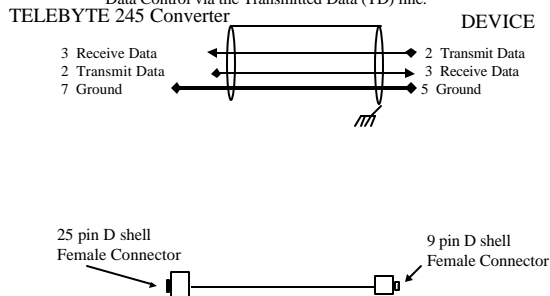 Data Control via the Transmitted Data (TD) line.
TELEBYTE 245 Converter
DEVICE
3 Receive Data
2 Transmit Data
2 Transmit Data
3 Receive Data
7 Ground
5 Ground
25 pin D shell
Female Connector
9 pin D shell
Female Connector